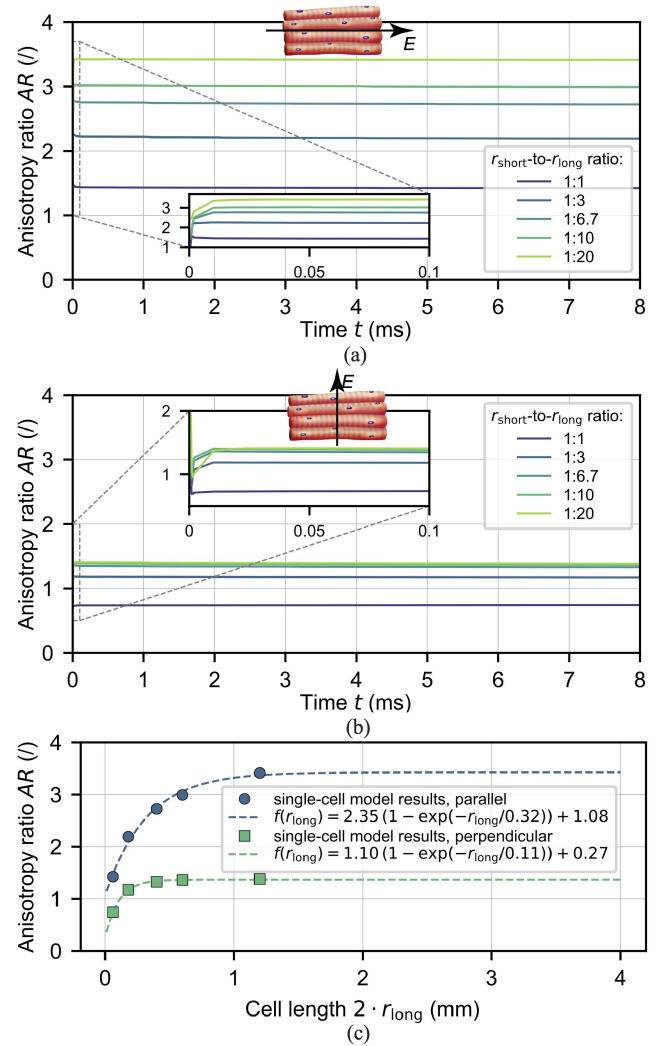 E
Anisotropy ratio AR (/)
4
3
2
1
0
r_short-to-r_long ratio:
1:1
1:3
1:6.7
1:10
1:20
3
2
1
0 0.05 0.1
0 1 2 3 4 5 6 7 8
Time t (ms)
(a)
E
Anisotropy ratio AR (/)
4
3
2
1
0
2
1
0 0.05 0.1
r_short-to-r_long ratio:
1:1
1:3
1:6.7
1:10
1:20
0 1 2 3 4 5 6 7 8
Time t (ms)
(b)
Anisotropy ratio AR (/)
4
3
2
1
0
single-cell model results, parallel
f(r_long) = 2.35 (1 − exp(−r_long/0.32)) + 1.08
single-cell model results, perpendicular
f(r_long) = 1.10 (1 − exp(−r_long/0.11)) + 0.27
0 1 2 3 4
Cell length 2 · r_long (mm)
(c)